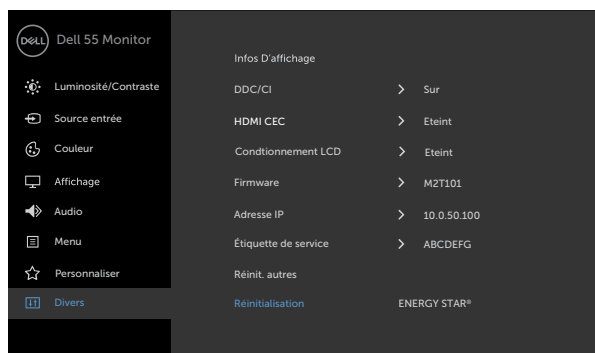 DELL Dell 55 Monitor
Infos D'affichage
Luminosité/Contraste
DDC/CI > Sur
Source entrée
HDMI CEC > Eteint
Couleur
Condtionnement LCD > Eteint
Affichage
Firmware > M2T101
Audio
Adresse IP > 10.0.50.100
Menu
Étiquette de service > ABCDEFG
Personnaliser
Réinit. autres
Divers
Réinitialisation ENERGY STAR®